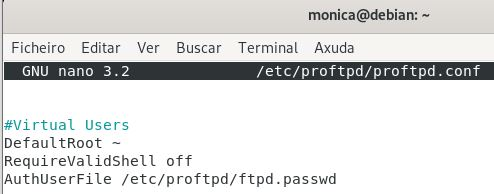 monica@debian: ~
Ficheiro Editar Ver Buscar Terminal Axuda
GNU nano 3.2 /etc/proftpd/proftpd.conf
#Virtual Users
DefaultRoot ~
RequireValidShell off
AuthUserFile /etc/proftpd/ftpd.passwd